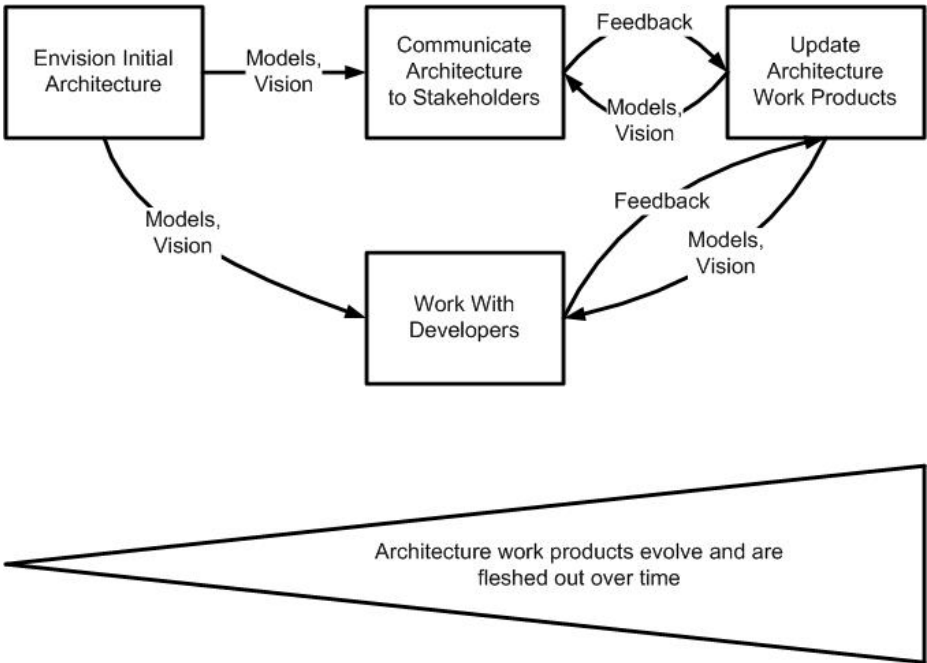 Envision Initial
Architecture
Models,
Vision
Communicate
Architecture
to Stakeholders
Feedback
Models,
Vision
Update
Architecture
Work Products
Models,
Vision
Feedback
Models,
Vision
Work With
Developers
Architecture work products evolve and are
fleshed out over time